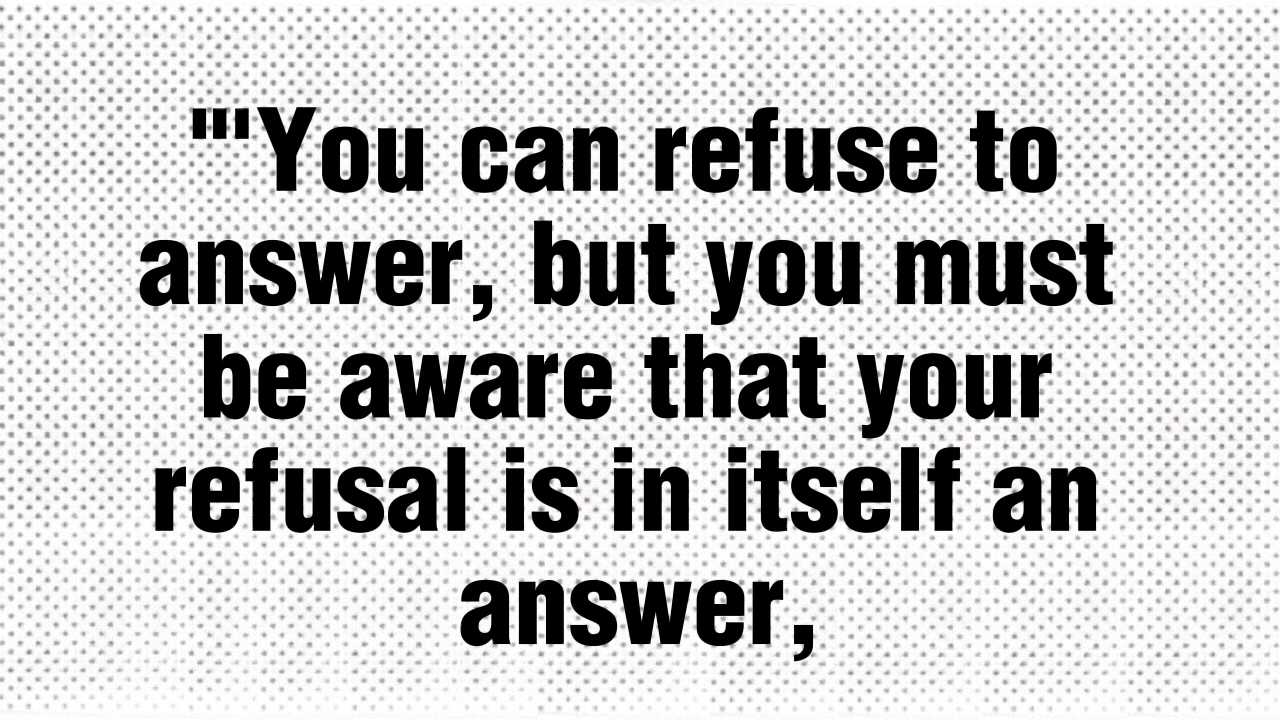 "'You can refuse to
answer, but you must
be aware that your
refusal is in itself an
answer,